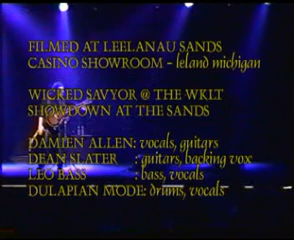 FILMED AT LEELANAU SANDS
CASINO SHOWROOM - leland michigan
WICKED SAVYOR @ THE WKLT
SHOWDOWN AT THE SANDS
DAMIEN ALLEN: vocals, guitars
DEAN SLATER : guitars, backing vox
LEO BASS : bass, vocals
DULAPIAN MODE: drums, vocals